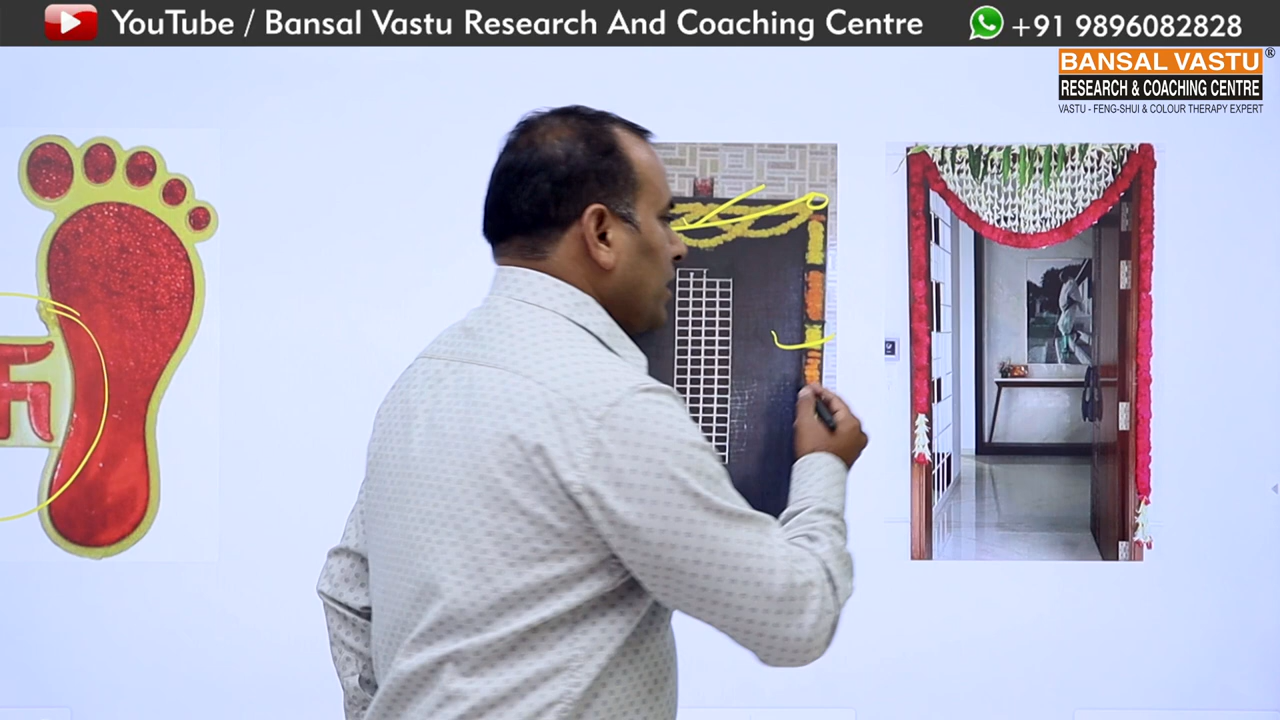 YouTube / Bansal Vastu Research And Coaching Centre
+91 9896082828
BANSAL VASTU®
RESEARCH & COACHING CENTRE
VASTU - FENG-SHUI & COLOUR THERAPY EXPERT